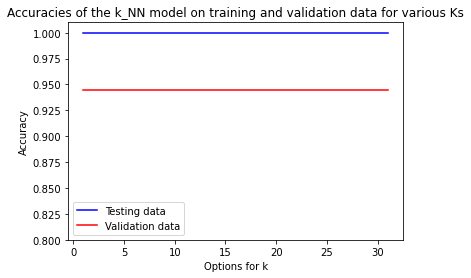 Accuracies of the k_NN model on training and validation data for various Ks
1.000
0.975
0.950
0.925
0.900
0.875
0.850
0.825
0.800
Accuracy
Testing data
Validation data
0 5 10 15 20 25 30
Options for k